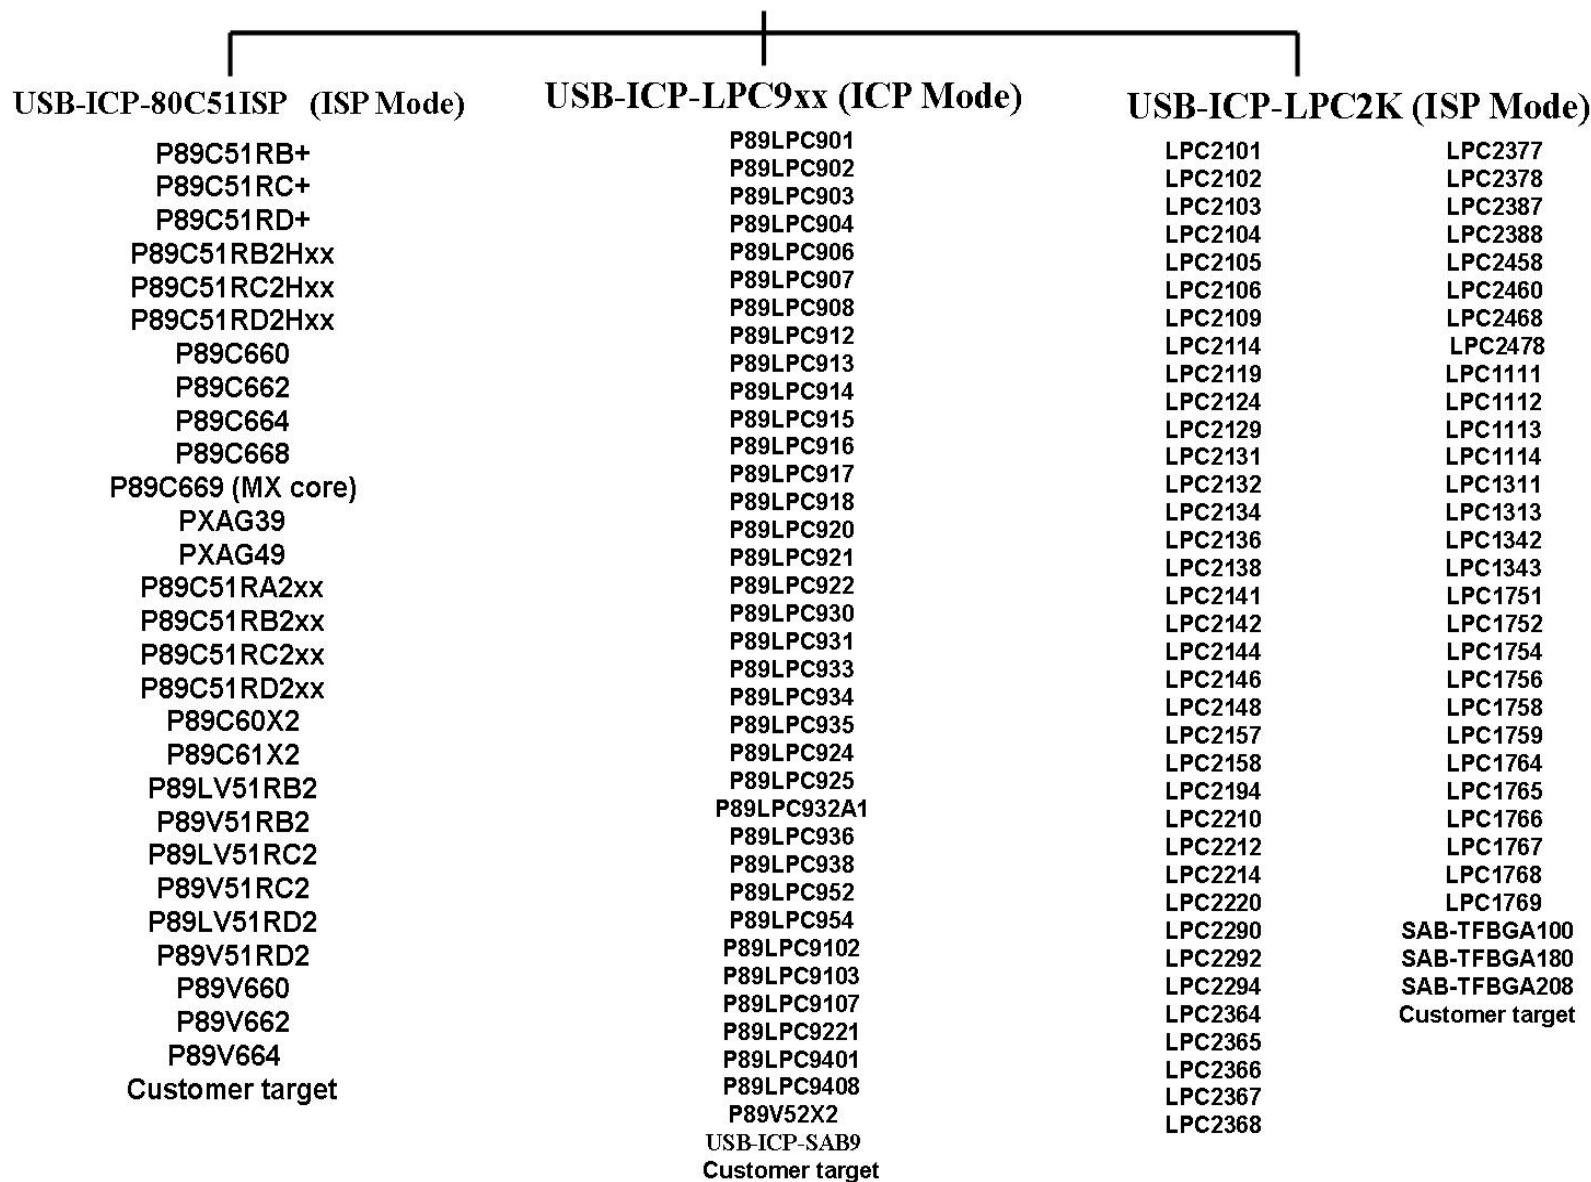 USB-ICP-80C51ISP (ISP Mode)
P89C51RB+
P89C51RC+
P89C51RD+
P89C51RB2Hxx
P89C51RC2Hxx
P89C51RD2Hxx
P89C660
P89C662
P89C664
P89C668
P89C669 (MX core)
PXAG39
PXAG49
P89C51RA2xx
P89C51RB2xx
P89C51RC2xx
P89C51RD2xx
P89C60X2
P89C61X2
P89LV51RB2
P89V51RB2
P89LV51RC2
P89V51RC2
P89LV51RD2
P89V51RD2
P89V660
P89V662
P89V664
Customer target
USB-ICP-LPC9xx (ICP Mode)
P89LPC901
P89LPC902
P89LPC903
P89LPC904
P89LPC906
P89LPC907
P89LPC908
P89LPC912
P89LPC913
P89LPC914
P89LPC915
P89LPC916
P89LPC917
P89LPC918
P89LPC920
P89LPC921
P89LPC922
P89LPC930
P89LPC931
P89LPC933
P89LPC934
P89LPC935
P89LPC924
P89LPC925
P89LPC932A1
P89LPC936
P89LPC938
P89LPC952
P89LPC954
P89LPC9102
P89LPC9103
P89LPC9107
P89LPC9221
P89LPC9401
P89LPC9408
P89V52X2
USB-ICP-SAB9
Customer target
USB-ICP-LPC2K (ISP Mode)
LPC2101
LPC2102
LPC2103
LPC2104
LPC2105
LPC2106
LPC2109
LPC2114
LPC2119
LPC2124
LPC2129
LPC2131
LPC2132
LPC2134
LPC2136
LPC2138
LPC2141
LPC2142
LPC2144
LPC2146
LPC2148
LPC2157
LPC2158
LPC2194
LPC2210
LPC2212
LPC2214
LPC2220
LPC2290
LPC2292
LPC2294
LPC2364
LPC2365
LPC2366
LPC2367
LPC2368
LPC2377
LPC2378
LPC2387
LPC2388
LPC2458
LPC2460
LPC2468
LPC2478
LPC1111
LPC1112
LPC1113
LPC1114
LPC1311
LPC1313
LPC1342
LPC1343
LPC1751
LPC1752
LPC1754
LPC1756
LPC1758
LPC1759
LPC1764
LPC1765
LPC1766
LPC1767
LPC1768
LPC1769
SAB-TFBGA100
SAB-TFBGA180
SAB-TFBGA208
Customer target